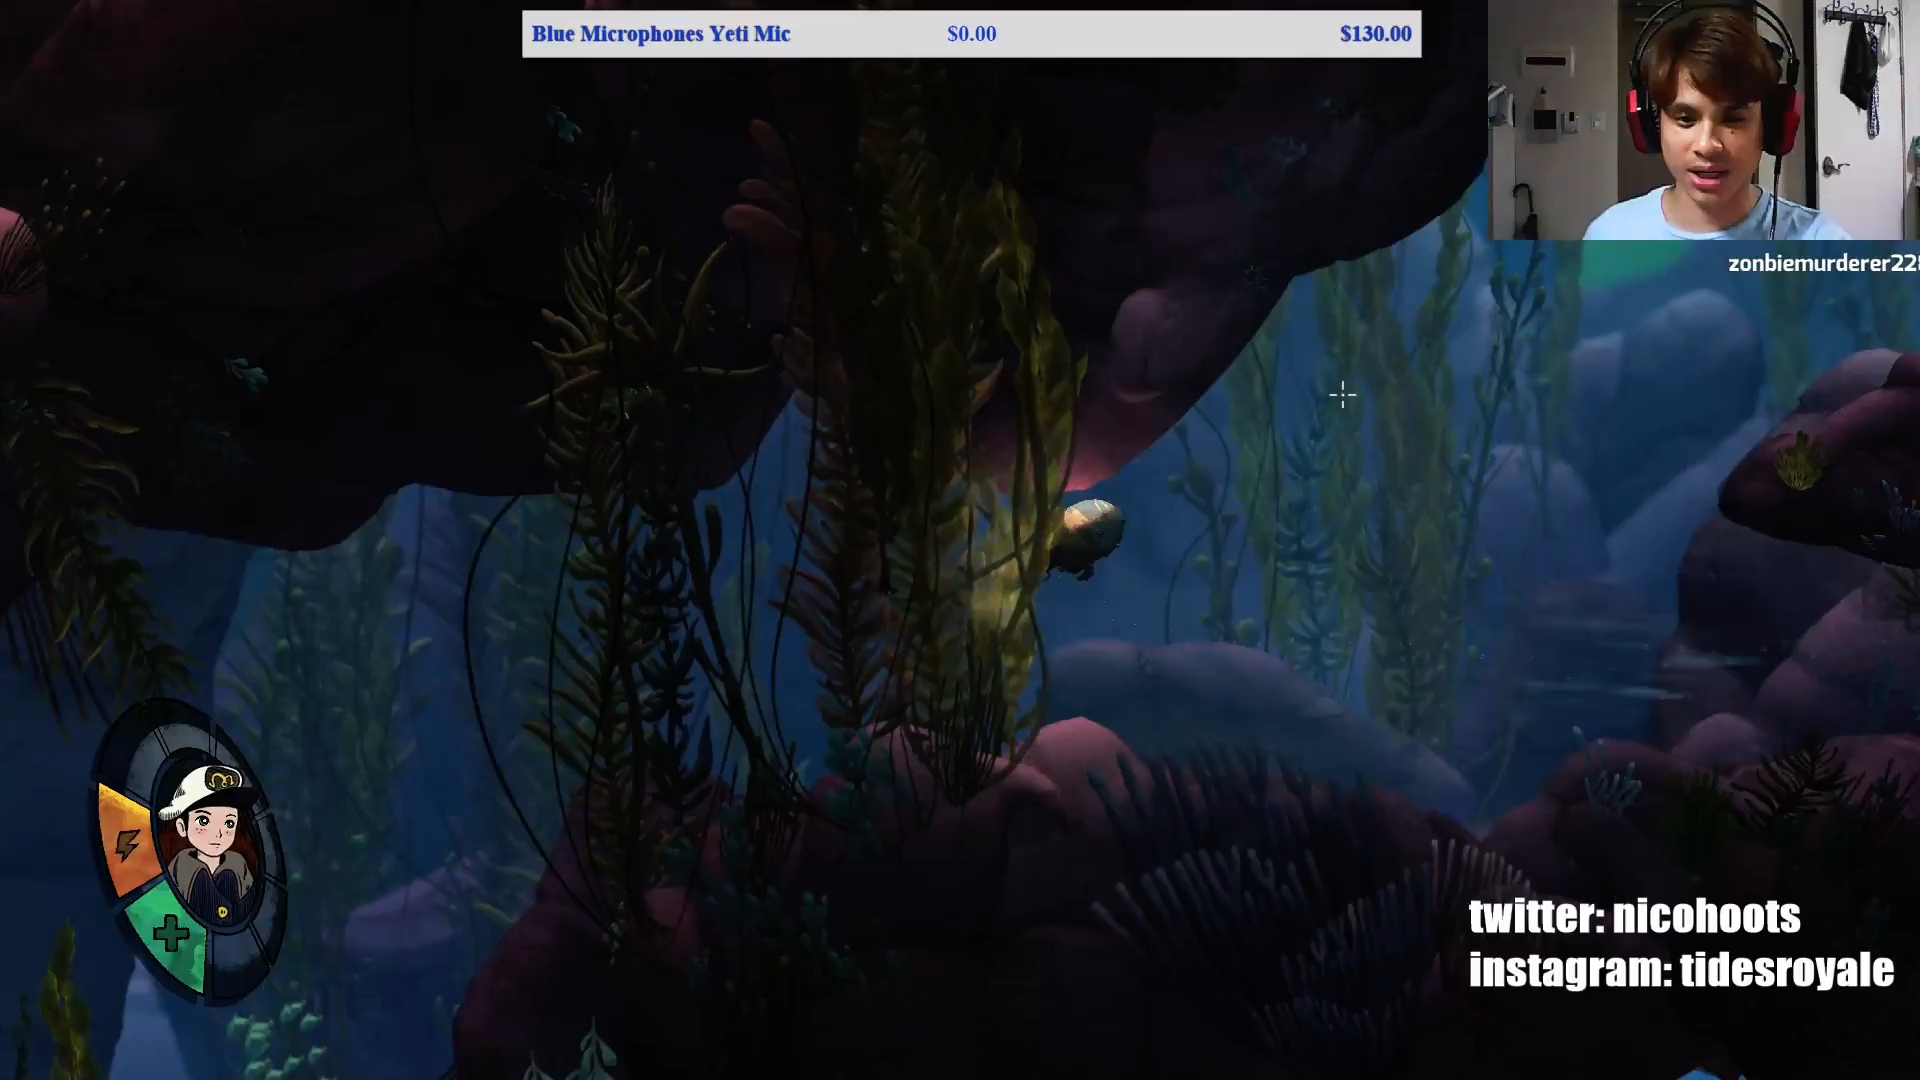 Blue Microphones Yeti Mic $0.00 $130.00
zonbiemurderer22
twitter: nicohoots
instagram: tidesroyale